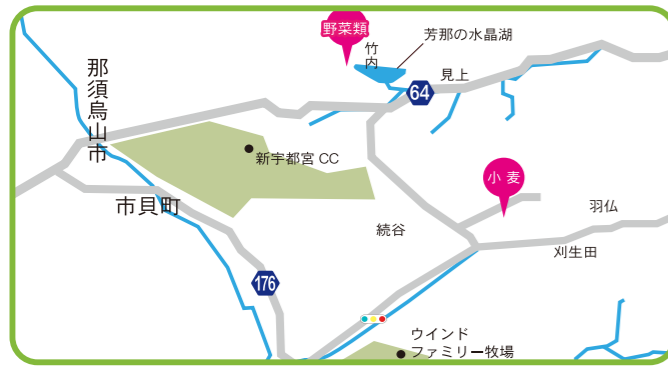 野菜類
竹内
芳那の水晶湖
見上
64
那須烏山市
新宇都宮 CC
小 麦
市貝町
羽仏
続谷
刈生田
176
ウインド
ファミリー牧場